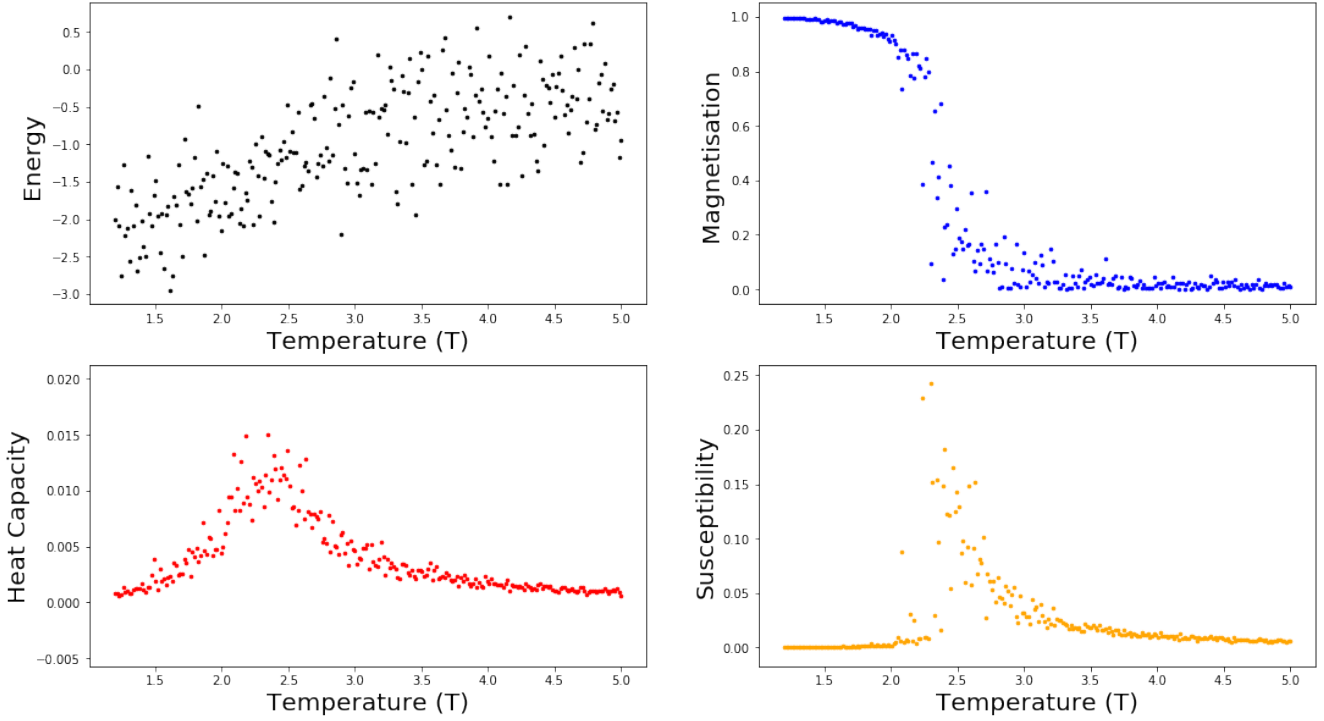 Energy
0.5
0.0
−0.5
−1.0
−1.5
−2.0
−2.5
−3.0
1.5 2.0 2.5 3.0 3.5 4.0 4.5 5.0
Temperature (T)
Magnetisation
1.0
0.8
0.6
0.4
0.2
0.0
1.5 2.0 2.5 3.0 3.5 4.0 4.5 5.0
Temperature (T)
Heat Capacity
0.020
0.015
0.010
0.005
0.000
−0.005
1.5 2.0 2.5 3.0 3.5 4.0 4.5 5.0
Temperature (T)
Susceptibility
0.25
0.20
0.15
0.10
0.05
0.00
1.5 2.0 2.5 3.0 3.5 4.0 4.5 5.0
Temperature (T)